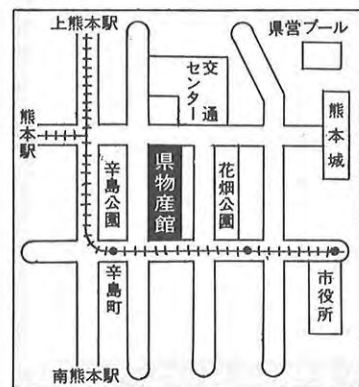 上熊本駅
県営プール
交通
センター
熊本駅
熊本城
辛島公園
県物産館
花畑公園
辛島町
市役所
南熊本駅